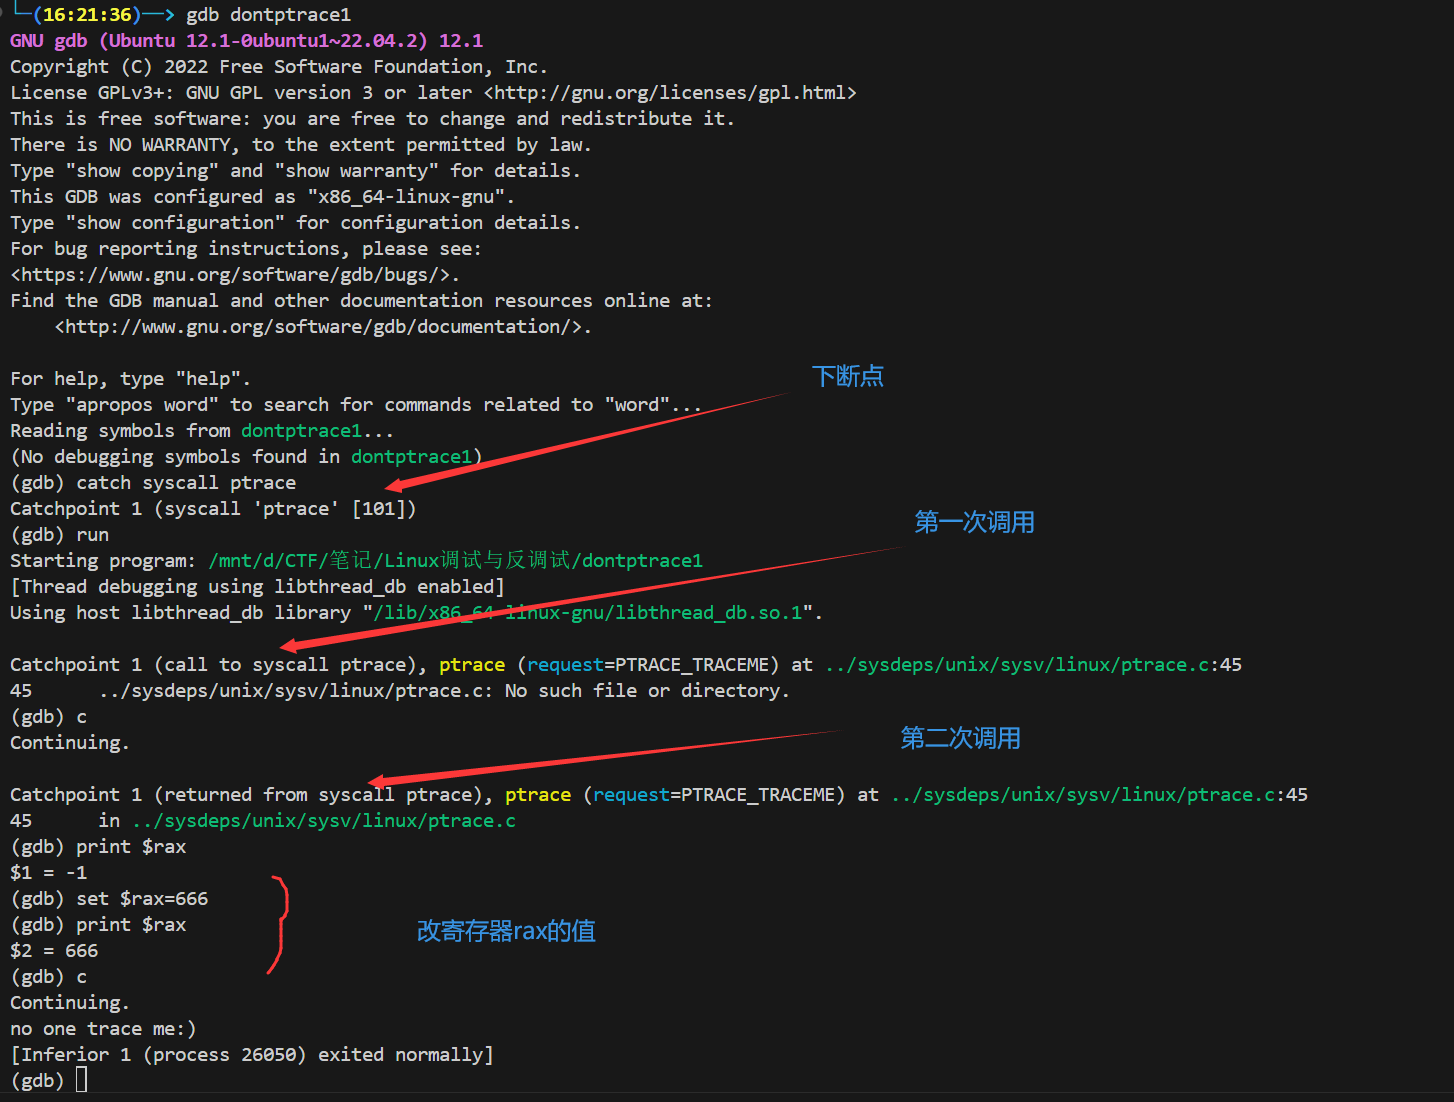 (16:21:36)—> gdb dontptrace1
GNU gdb (Ubuntu 12.1-0ubuntu1~22.04.2) 12.1
Copyright (C) 2022 Free Software Foundation, Inc.
License GPLv3+: GNU GPL version 3 or later <http://gnu.org/licenses/gpl.html>
This is free software: you are free to change and redistribute it.
There is NO WARRANTY, to the extent permitted by law.
Type "show copying" and "show warranty" for details.
This GDB was configured as "x86_64-linux-gnu".
Type "show configuration" for configuration details.
For bug reporting instructions, please see:
<https://www.gnu.org/software/gdb/bugs/>.
Find the GDB manual and other documentation resources online at:
    <http://www.gnu.org/software/gdb/documentation/>.
For help, type "help".
下断点
Type "apropos word" to search for commands related to "word"...
Reading symbols from dontptrace1...
(No debugging symbols found in dontptrace1)
(gdb) catch syscall ptrace
Catchpoint 1 (syscall 'ptrace' [101])
第一次调用
(gdb) run
Starting program: /mnt/d/CTF/笔记/Linux调试与反调试/dontptrace1
[Thread debugging using libthread_db enabled]
Using host libthread_db library "/lib/x86_64-linux-gnu/libthread_db.so.1".
Catchpoint 1 (call to syscall ptrace), ptrace (request=PTRACE_TRACEME) at ../sysdeps/unix/sysv/linux/ptrace.c:45
45      ../sysdeps/unix/sysv/linux/ptrace.c: No such file or directory.
(gdb) c
Continuing.
第二次调用
Catchpoint 1 (returned from syscall ptrace), ptrace (request=PTRACE_TRACEME) at ../sysdeps/unix/sysv/linux/ptrace.c:45
45      in ../sysdeps/unix/sysv/linux/ptrace.c
(gdb) print $rax
$1 = -1
(gdb) set $rax=666
(gdb) print $rax
改寄存器rax的值
$2 = 666
(gdb) c
Continuing.
no one trace me:)
[Inferior 1 (process 26050) exited normally]
(gdb)